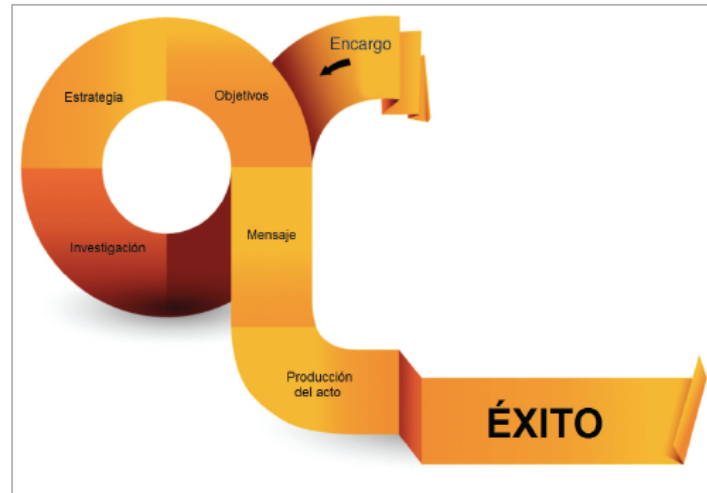 Encargo
Estrategia
Objetivos
Investigación
Mensaje
Producción
del acto
ÉXITO